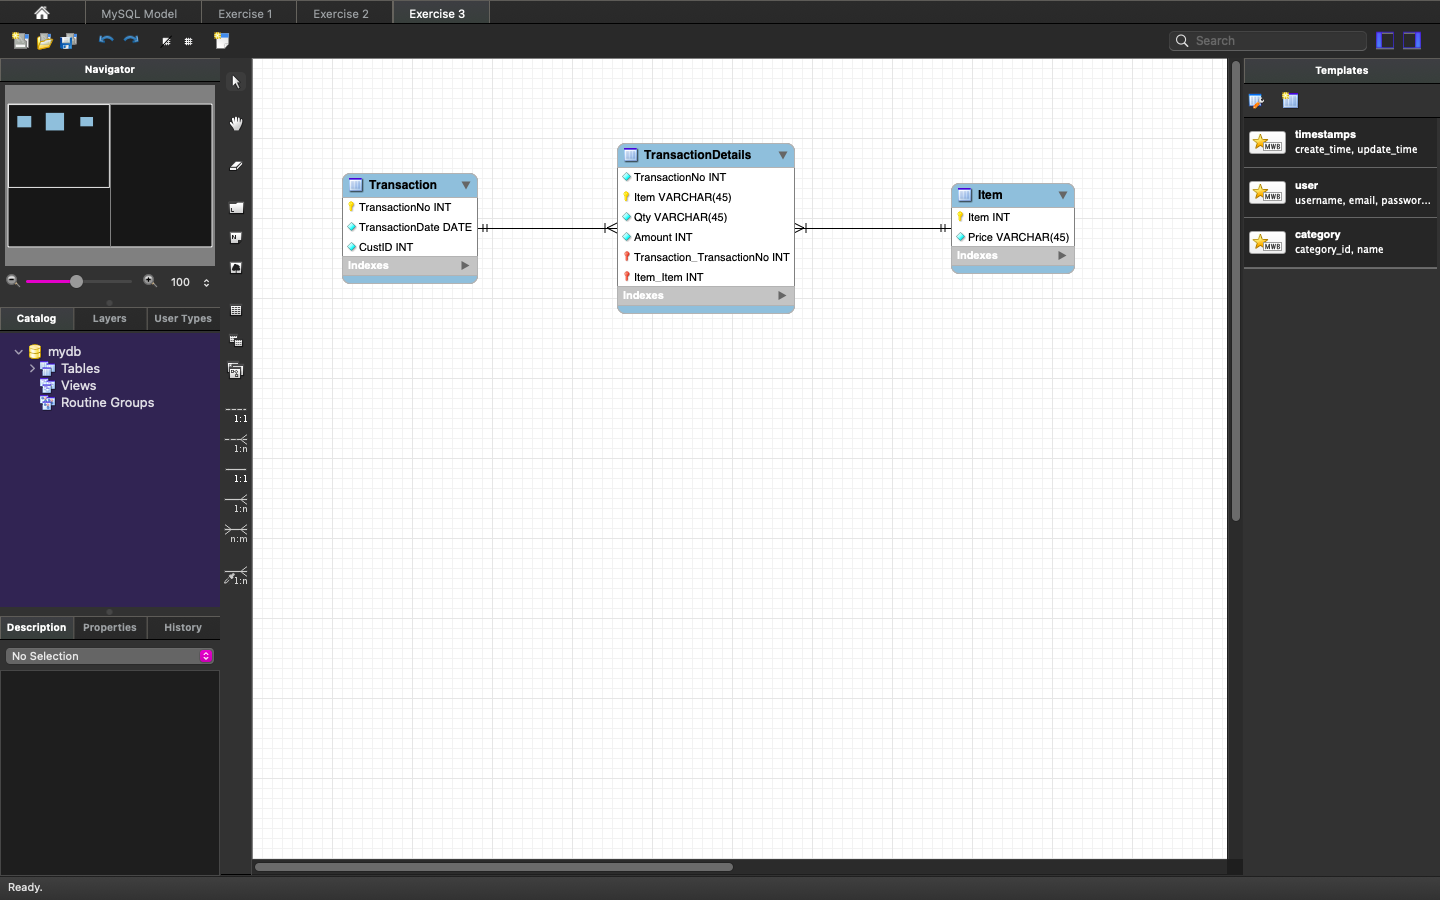 MySQL Model
Exercise 1
Exercise 2
Exercise 3
Search
Navigator
100
Catalog
Layers
User Types
mydb
Tables
Views
Routine Groups
Description
Properties
History
No Selection
1:1
1:n
1:1
1:n
n:m
1:n
Transaction
TransactionNo INT
TransactionDate DATE
CustID INT
Indexes
TransactionDetails
TransactionNo INT
Item VARCHAR(45)
Qty VARCHAR(45)
Amount INT
Transaction_TransactionNo INT
Item_Item INT
Indexes
Item
Item INT
Price VARCHAR(45)
Indexes
Templates
MWB
timestamps
create_time, update_time
MWB
user
username, email, passwor...
MWB
category
category_id, name
Ready.